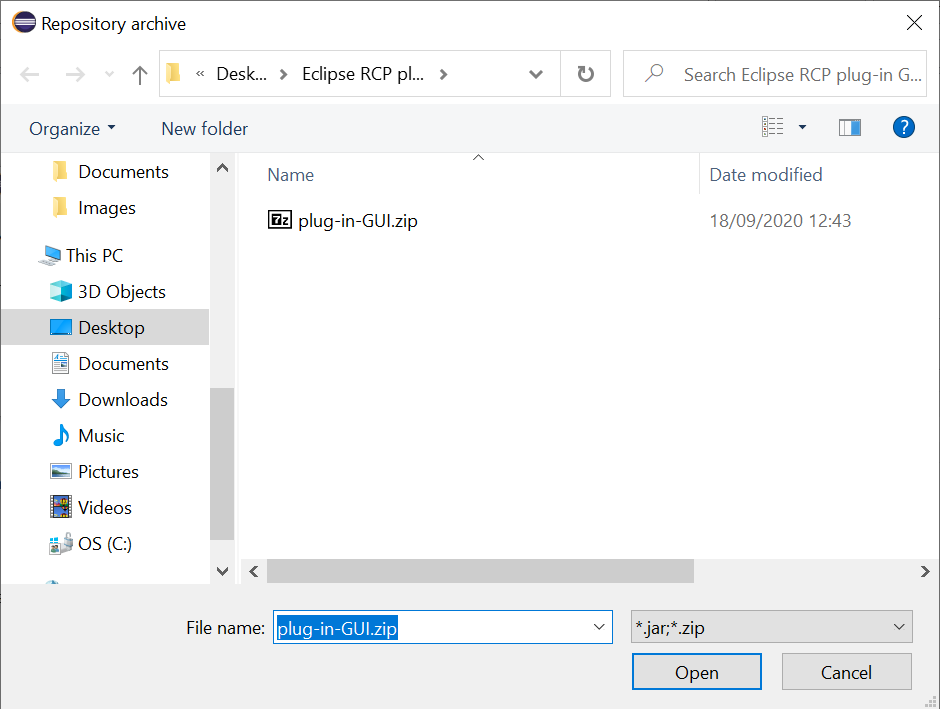 Repository archive
« Desk... Eclipse RCP pl...
Search Eclipse RCP plug-in G...
Organize New folder
?
Documents
Images
This PC
3D Objects
Desktop
Documents
Downloads
Music
Pictures
Videos
OS (C:)
Name Date modified
7z plug-in-GUI.zip 18/09/2020 12:43
File name: plug-in-GUI.zip *.jar;*.zip
Open Cancel